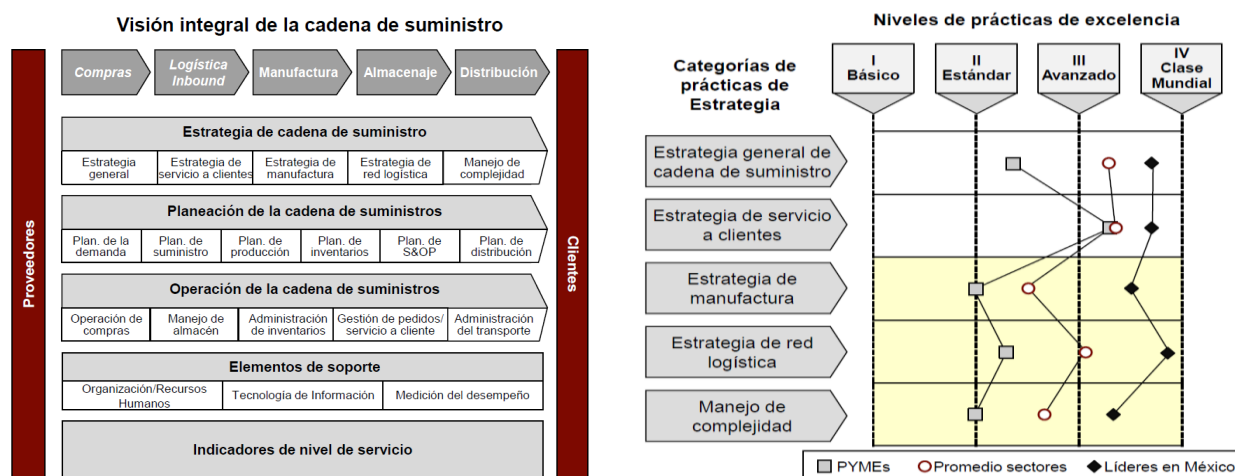 Visión integral de la cadena de suministro
Compras
Logística
Inbound
Manufactura
Almacenaje
Distribución
Proveedores
Clientes
Estrategia de cadena de suministro
Estrategia
general
Estrategia de
servicio a clientes
Estrategia de
manufactura
Estrategia de
red logística
Manejo de
complejidad
Planeación de la cadena de suministros
Plan. de la
demanda
Plan. de
suministro
Plan. de
producción
Plan. de
inventarios
Plan. de
S&OP
Plan. de
distribución
Operación de la cadena de suministros
Operación de
compras
Manejo de
almacén
Administración
de inventarios
Gestión de pedidos/
servicio a cliente
Administración
del transporte
Elementos de soporte
Organización/Recursos
Humanos
Tecnología de Información
Medición del desempeño
Indicadores de nivel de servicio
Niveles de prácticas de excelencia
Categorías de
prácticas de
Estrategia
I
Básico
II
Estándar
III
Avanzado
IV
Clase
Mundial
Estrategia general de
cadena de suministro
Estrategia de servicio
a clientes
Estrategia de
manufactura
Estrategia de red
logística
Manejo de
complejidad
PYMEs
Promedio sectores
Líderes en México